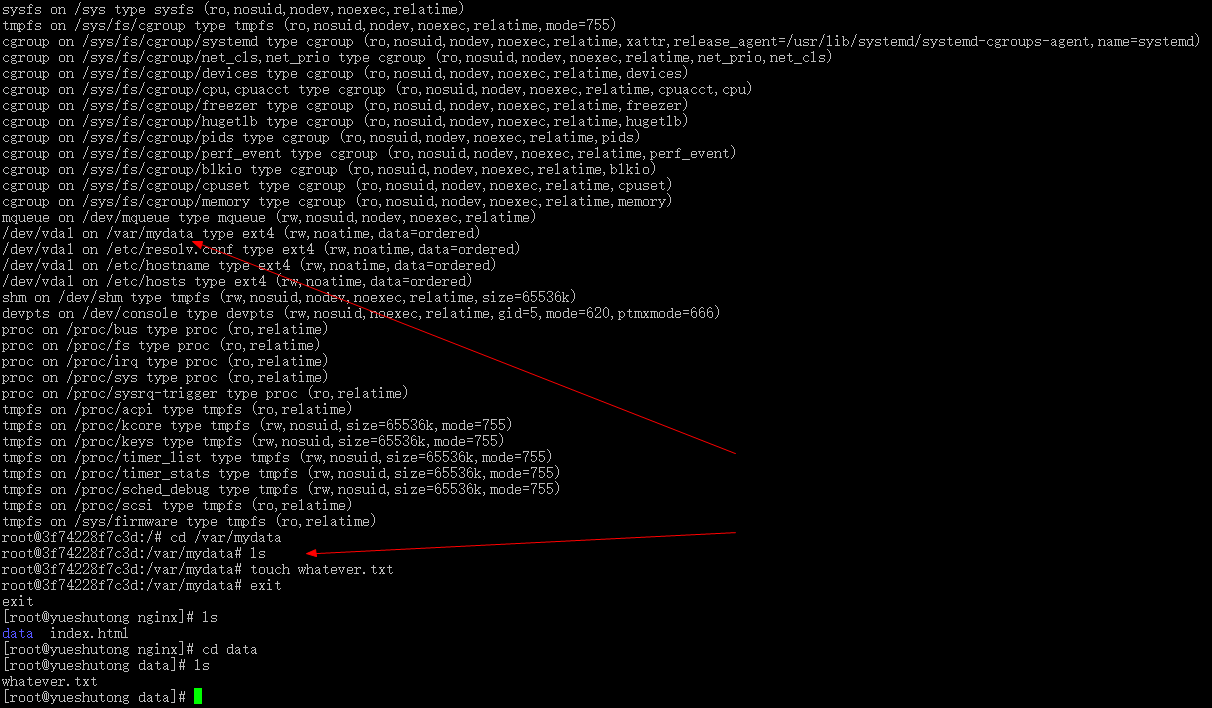 sysfs on /sys type sysfs (ro,nosuid,nodev,noexec,relatime)
tmpfs on /sys/fs/cgroup type tmpfs (ro,nosuid,nodev,noexec,relatime,mode=755)
cgroup on /sys/fs/cgroup/systemd type cgroup (ro,nosuid,nodev,noexec,relatime,xattr,release_agent=/usr/lib/systemd/systemd-cgroups-agent,name=systemd)
cgroup on /sys/fs/cgroup/net_cls,net_prio type cgroup (ro,nosuid,nodev,noexec,relatime,net_prio,net_cls)
cgroup on /sys/fs/cgroup/devices type cgroup (ro,nosuid,nodev,noexec,relatime,devices)
cgroup on /sys/fs/cgroup/cpu,cpuacct type cgroup (ro,nosuid,nodev,noexec,relatime,cpuacct,cpu)
cgroup on /sys/fs/cgroup/freezer type cgroup (ro,nosuid,nodev,noexec,relatime,freezer)
cgroup on /sys/fs/cgroup/hugetlb type cgroup (ro,nosuid,nodev,noexec,relatime,hugetlb)
cgroup on /sys/fs/cgroup/pids type cgroup (ro,nosuid,nodev,noexec,relatime,pids)
cgroup on /sys/fs/cgroup/perf_event type cgroup (ro,nosuid,nodev,noexec,relatime,perf_event)
cgroup on /sys/fs/cgroup/blkio type cgroup (ro,nosuid,nodev,noexec,relatime,blkio)
cgroup on /sys/fs/cgroup/cpuset type cgroup (ro,nosuid,nodev,noexec,relatime,cpuset)
cgroup on /sys/fs/cgroup/memory type cgroup (ro,nosuid,nodev,noexec,relatime,memory)
mqueue on /dev/mqueue type mqueue (rw,nosuid,nodev,noexec,relatime)
/dev/vda1 on /var/mydata type ext4 (rw,noatime,data=ordered)
/dev/vda1 on /etc/resolv.conf type ext4 (rw,noatime,data=ordered)
/dev/vda1 on /etc/hostname type ext4 (rw,noatime,data=ordered)
/dev/vda1 on /etc/hosts type ext4 (rw,noatime,data=ordered)
shm on /dev/shm type tmpfs (rw,nosuid,nodev,noexec,relatime,size=65536k)
devpts on /dev/console type devpts (rw,nosuid,noexec,relatime,gid=5,mode=620,ptmxmode=666)
proc on /proc/bus type proc (ro,relatime)
proc on /proc/fs type proc (ro,relatime)
proc on /proc/irq type proc (ro,relatime)
proc on /proc/sys type proc (ro,relatime)
proc on /proc/sysrq-trigger type proc (ro,relatime)
tmpfs on /proc/acpi type tmpfs (ro,relatime)
tmpfs on /proc/kcore type tmpfs (rw,nosuid,size=65536k,mode=755)
tmpfs on /proc/keys type tmpfs (rw,nosuid,size=65536k,mode=755)
tmpfs on /proc/timer_list type tmpfs (rw,nosuid,size=65536k,mode=755)
tmpfs on /proc/timer_stats type tmpfs (rw,nosuid,size=65536k,mode=755)
tmpfs on /proc/sched_debug type tmpfs (rw,nosuid,size=65536k,mode=755)
tmpfs on /proc/scsi type tmpfs (ro,relatime)
tmpfs on /sys/firmware type tmpfs (ro,relatime)
root@3f74228f7c3d:/# cd /var/mydata
root@3f74228f7c3d:/var/mydata# ls
root@3f74228f7c3d:/var/mydata# touch whatever.txt
root@3f74228f7c3d:/var/mydata# exit
exit
[root@yueshutong nginx]# ls
data  index.html
[root@yueshutong nginx]# cd data
[root@yueshutong data]# ls
whatever.txt
[root@yueshutong data]#